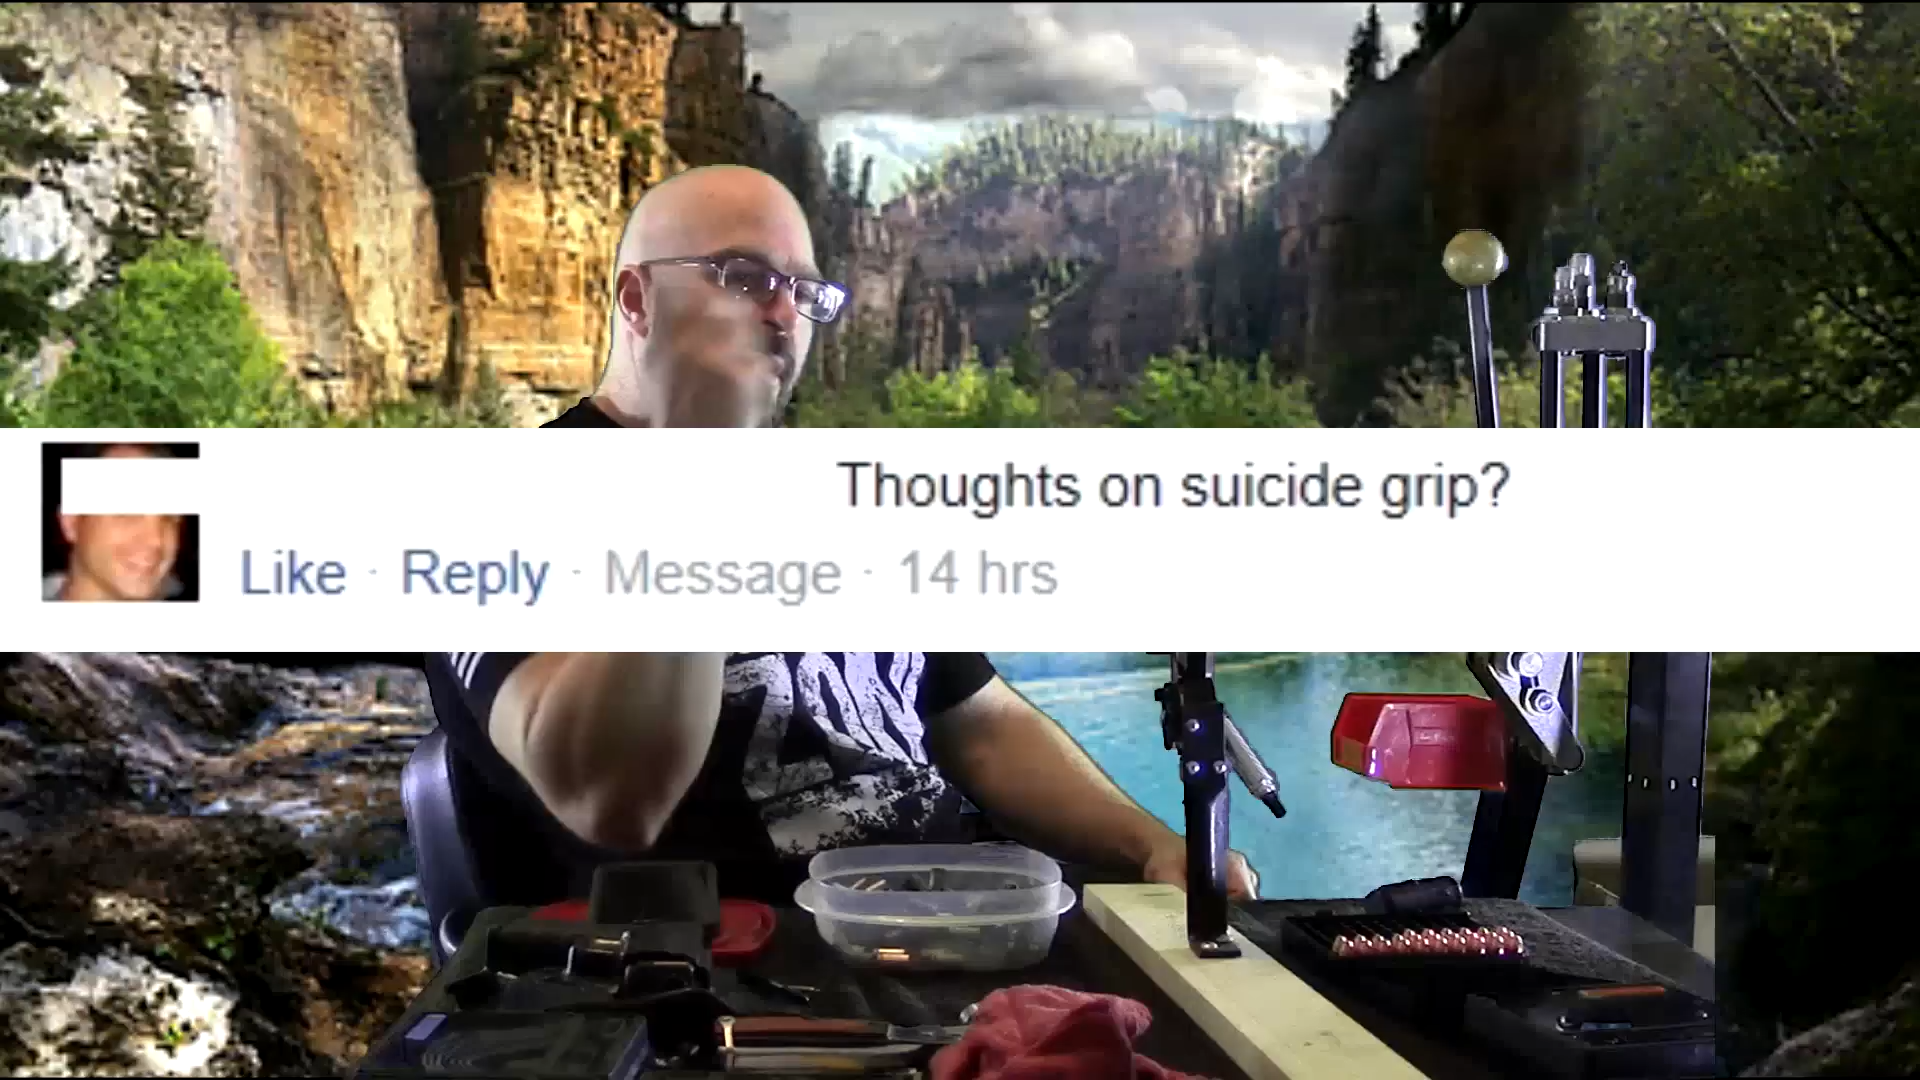 Thoughts on suicide grip?
Like · Reply · Message · 14 hrs